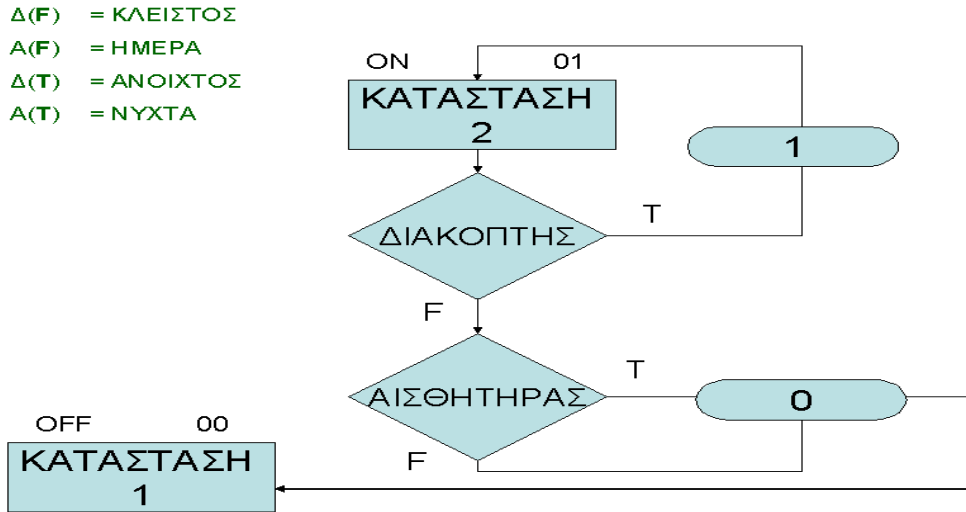 Δ(F) = ΚΛΕΙΣΤΟΣ
Α(F) = ΗΜΕΡΑ
Δ(T) = ΑΝΟΙΧΤΟΣ
Α(T) = ΝΥΧΤΑ
ON 01
ΚΑΤΑΣΤΑΣΗ
2
1
ΔΙΑΚΟΠΤΗΣ
T
F
ΑΙΣΘΗΤΗΡΑΣ
T
0
F
OFF 00
ΚΑΤΑΣΤΑΣΗ
1